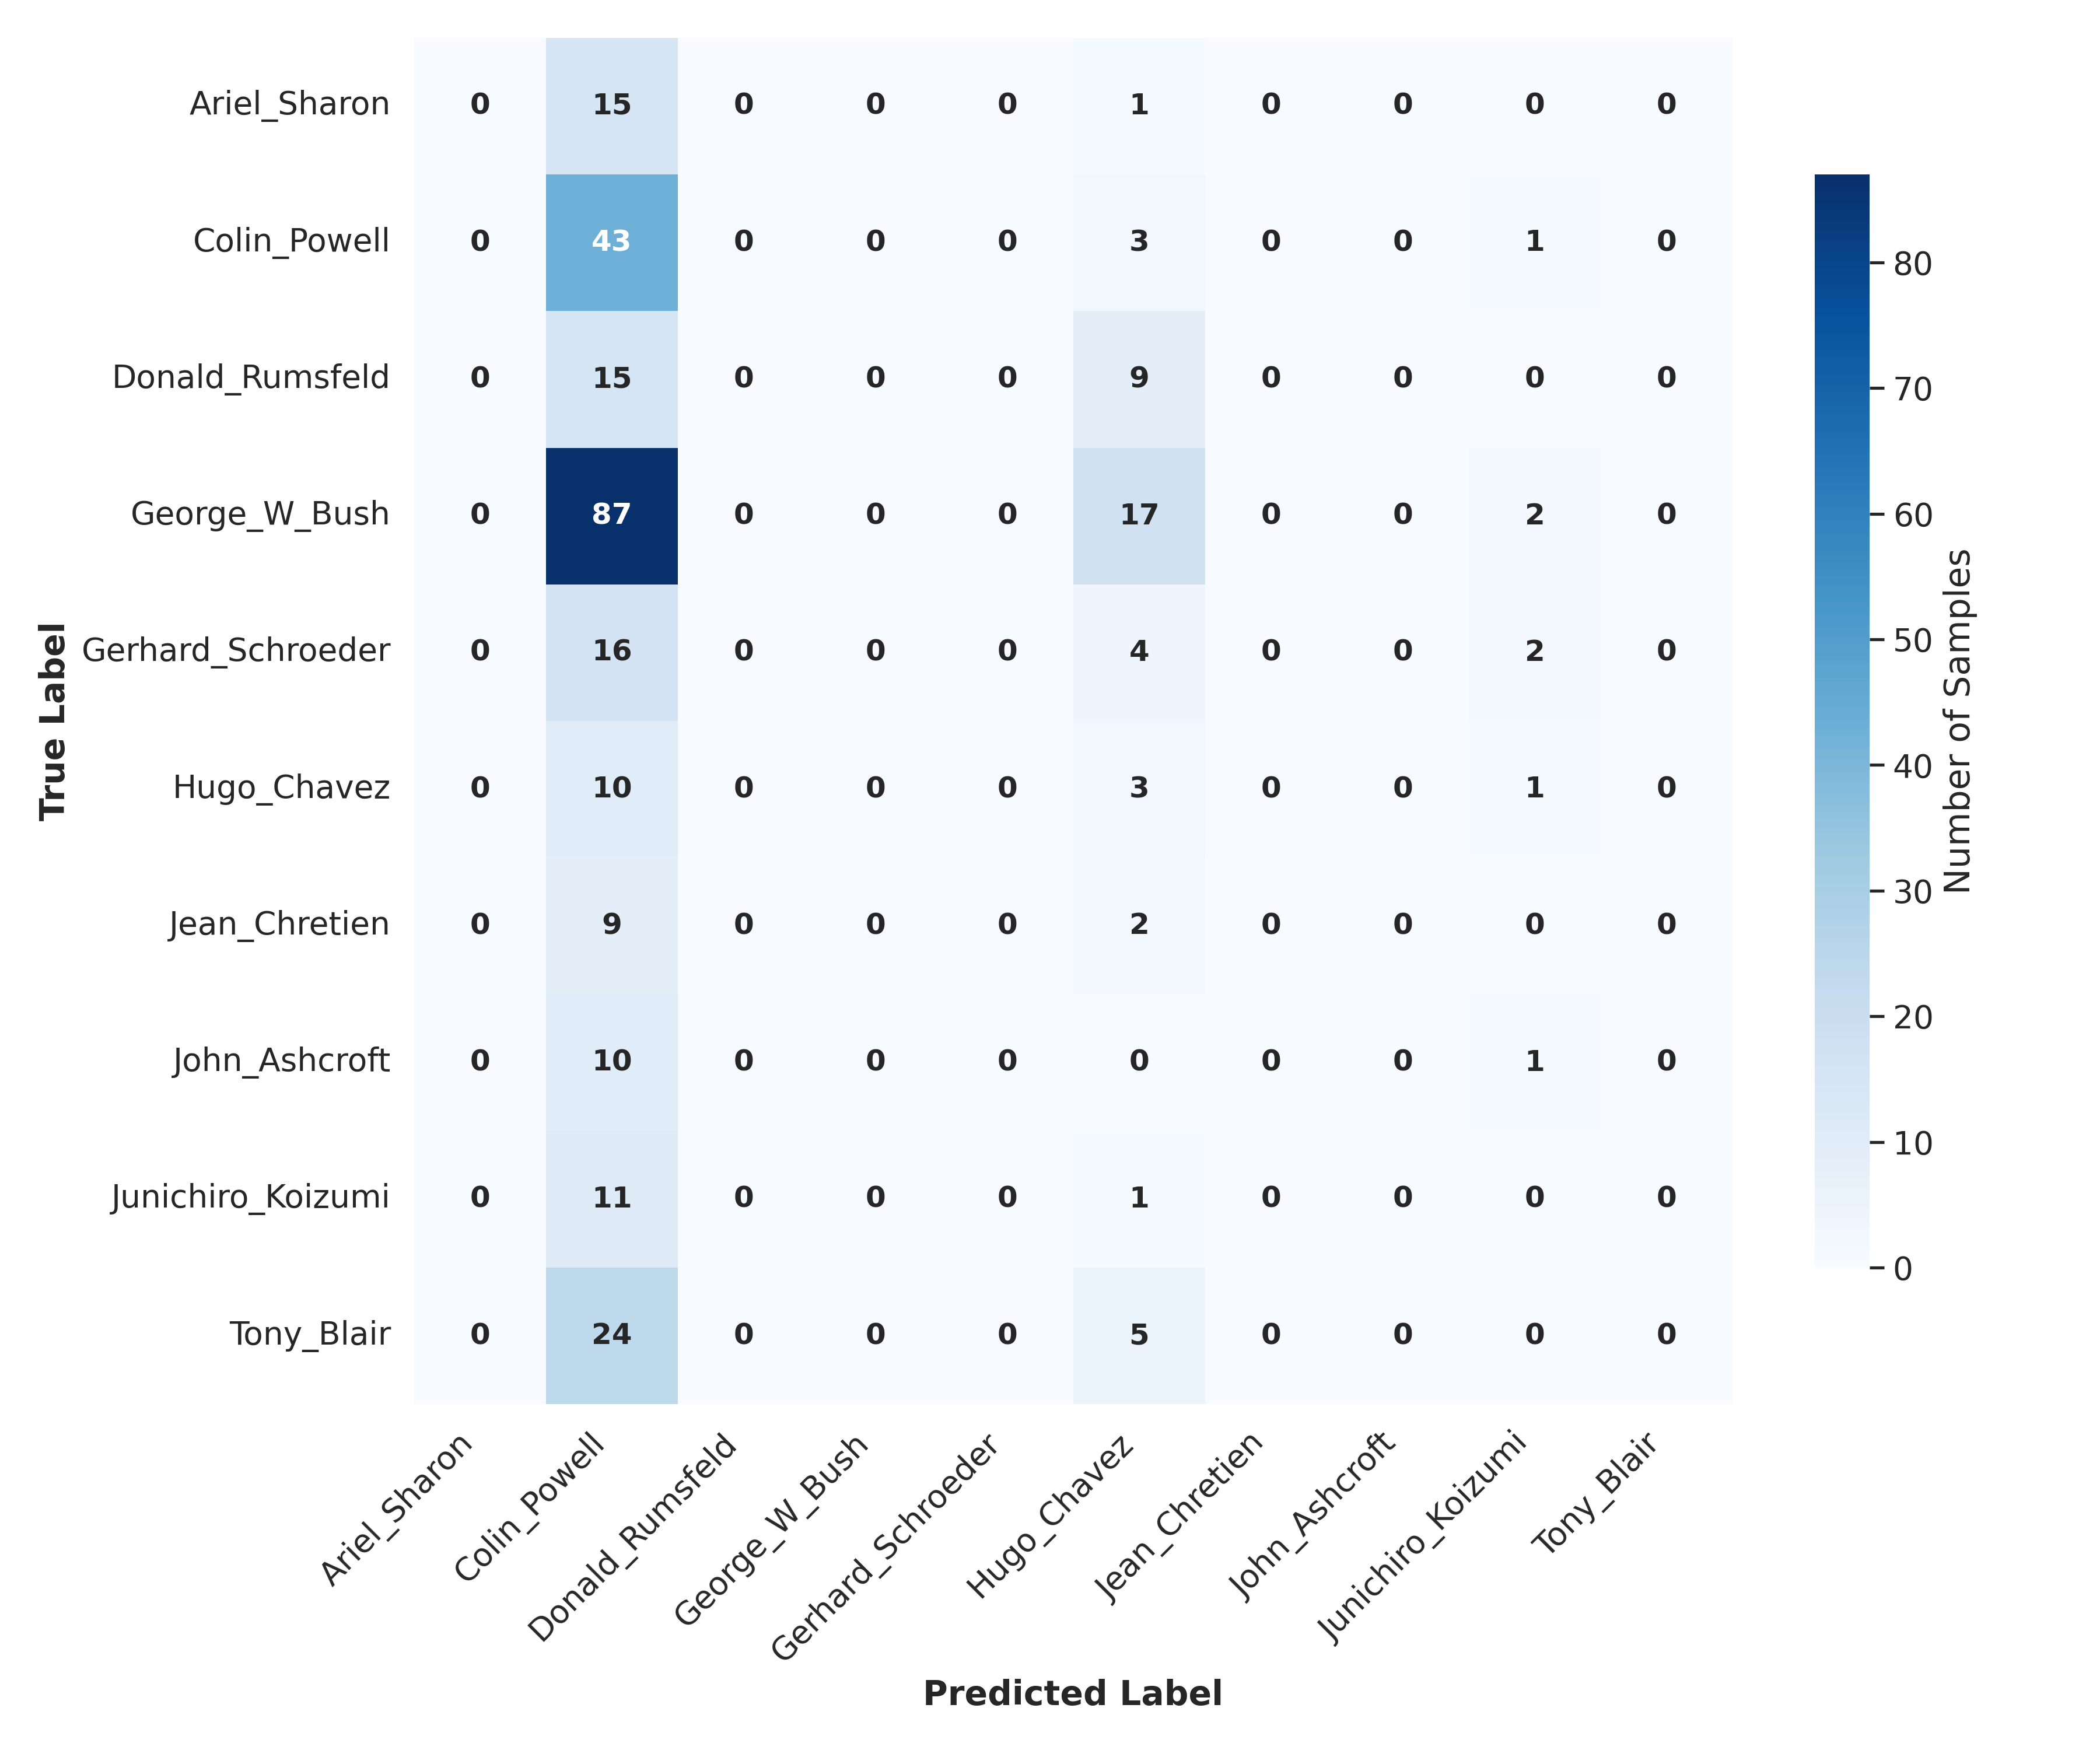 Ariel_Sharon 0 15 0 0 0 1 0 0 0 0
Colin_Powell 0 43 0 0 0 3 0 0 1 0
Donald_Rumsfeld 0 15 0 0 0 9 0 0 0 0
George_W_Bush 0 87 0 0 0 17 0 0 2 0
Gerhard_Schroeder 0 16 0 0 0 4 0 0 2 0
Hugo_Chavez 0 10 0 0 0 3 0 0 1 0
Jean_Chretien 0 9 0 0 0 2 0 0 0 0
John_Ashcroft 0 10 0 0 0 0 0 0 1 0
Junichiro_Koizumi 0 11 0 0 0 1 0 0 0 0
Tony_Blair 0 24 0 0 0 5 0 0 0 0
True Label
Ariel_Sharon
Colin_Powell
Donald_Rumsfeld
George_W_Bush
Gerhard_Schroeder
Hugo_Chavez
Jean_Chretien
John_Ashcroft
Junichiro_Koizumi
Tony_Blair
Predicted Label
80
70
60
50
40
30
20
10
0
Number of Samples